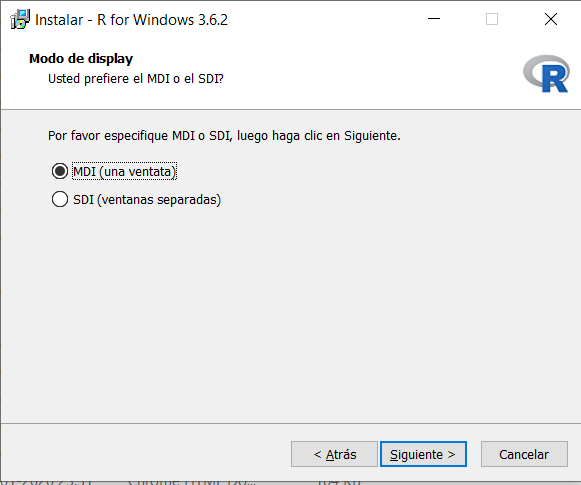 Instalar - R for Windows 3.6.2
Modo de display
Usted prefiere el MDI o el SDI?
R
Por favor especifique MDI o SDI, luego haga clic en Siguiente.
MDI (una ventata)
SDI (ventanas separadas)
< Atrás
Siguiente >
Cancelar